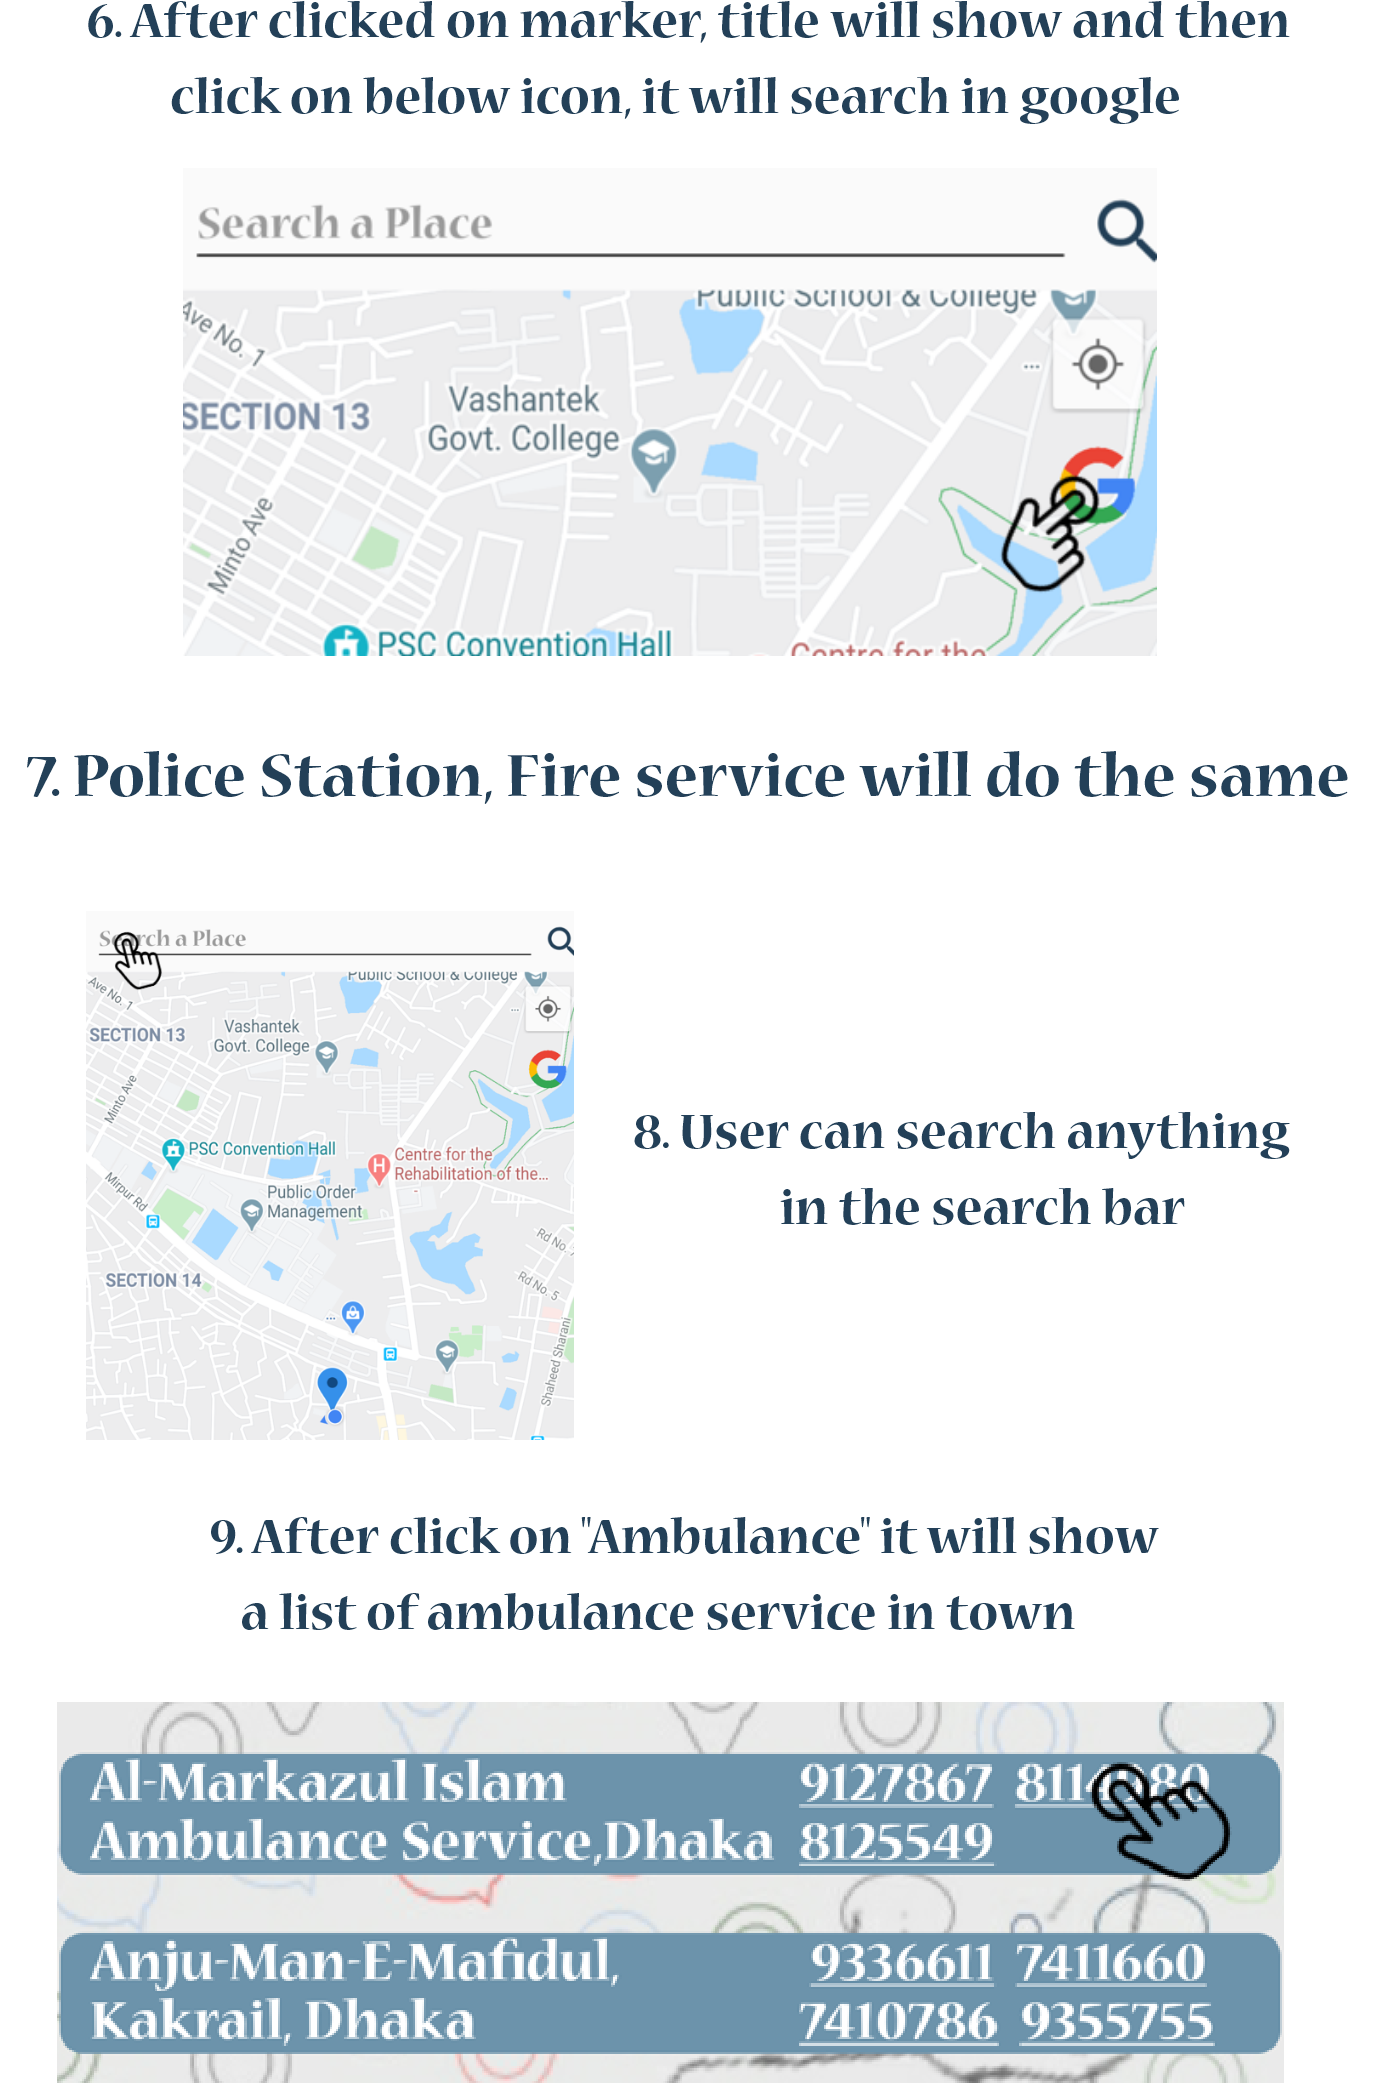 6. After clicked on marker, title will show and then
click on below icon, it will search in google
Search a Place
Public School & College
Ave No. 1
SECTION 13
Vashantek
Govt. College
Minto Ave
PSC Convention Hall
Centre for the
7. Police Station, Fire service will do the same
Search a Place
Public School & College
Ave No. 1
SECTION 13
Vashantek
Govt. College
Minto Ave
PSC Convention Hall
Centre for the
Rehabilitation of the...
Mirpur Rd
Public Order
Management
Rd No.
SECTION 14
Rd No. 5
Shaheed Sharani
8. User can search anything
in the search bar
9. After click on "Ambulance" it will show
a list of ambulance service in town
Al-Markazul Islam 9127867
Ambulance Service,Dhaka 8125549
Anju-Man-E-Mafidul, 9336611 7411660
Kakrail, Dhaka 7410786 9355755